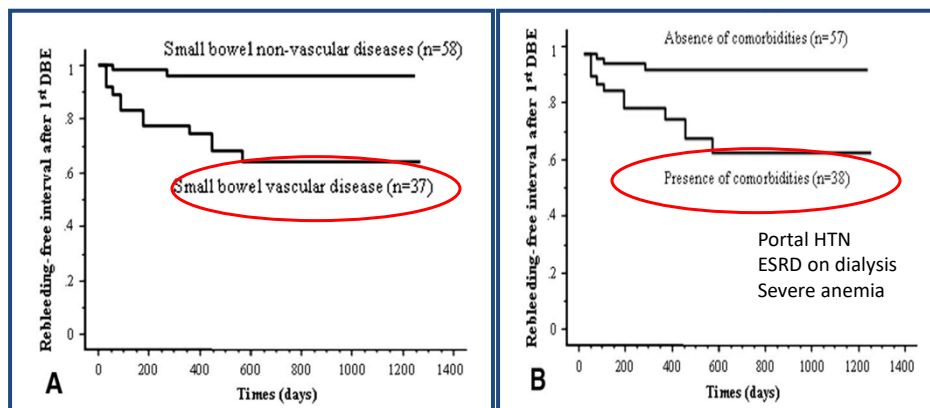 Small bowel non-vascular diseases (n=58)
Rebleeding-free interval after 1st DBE
1
.8
.6
.4
.2
0
Small bowel vascular disease (n=37)
0 200 400 600 800 1000 1200 1400
Times (days)
A
Absence of comorbidities (n=57)
Rebleeding-free interval after 1st DBE
1
.8
.6
.4
.2
0
Presence of comorbidities (n=38)
Portal HTN
ESRD on dialysis
Severe anemia
0 200 400 600 800 1000 1200 1400
Times (days)
B